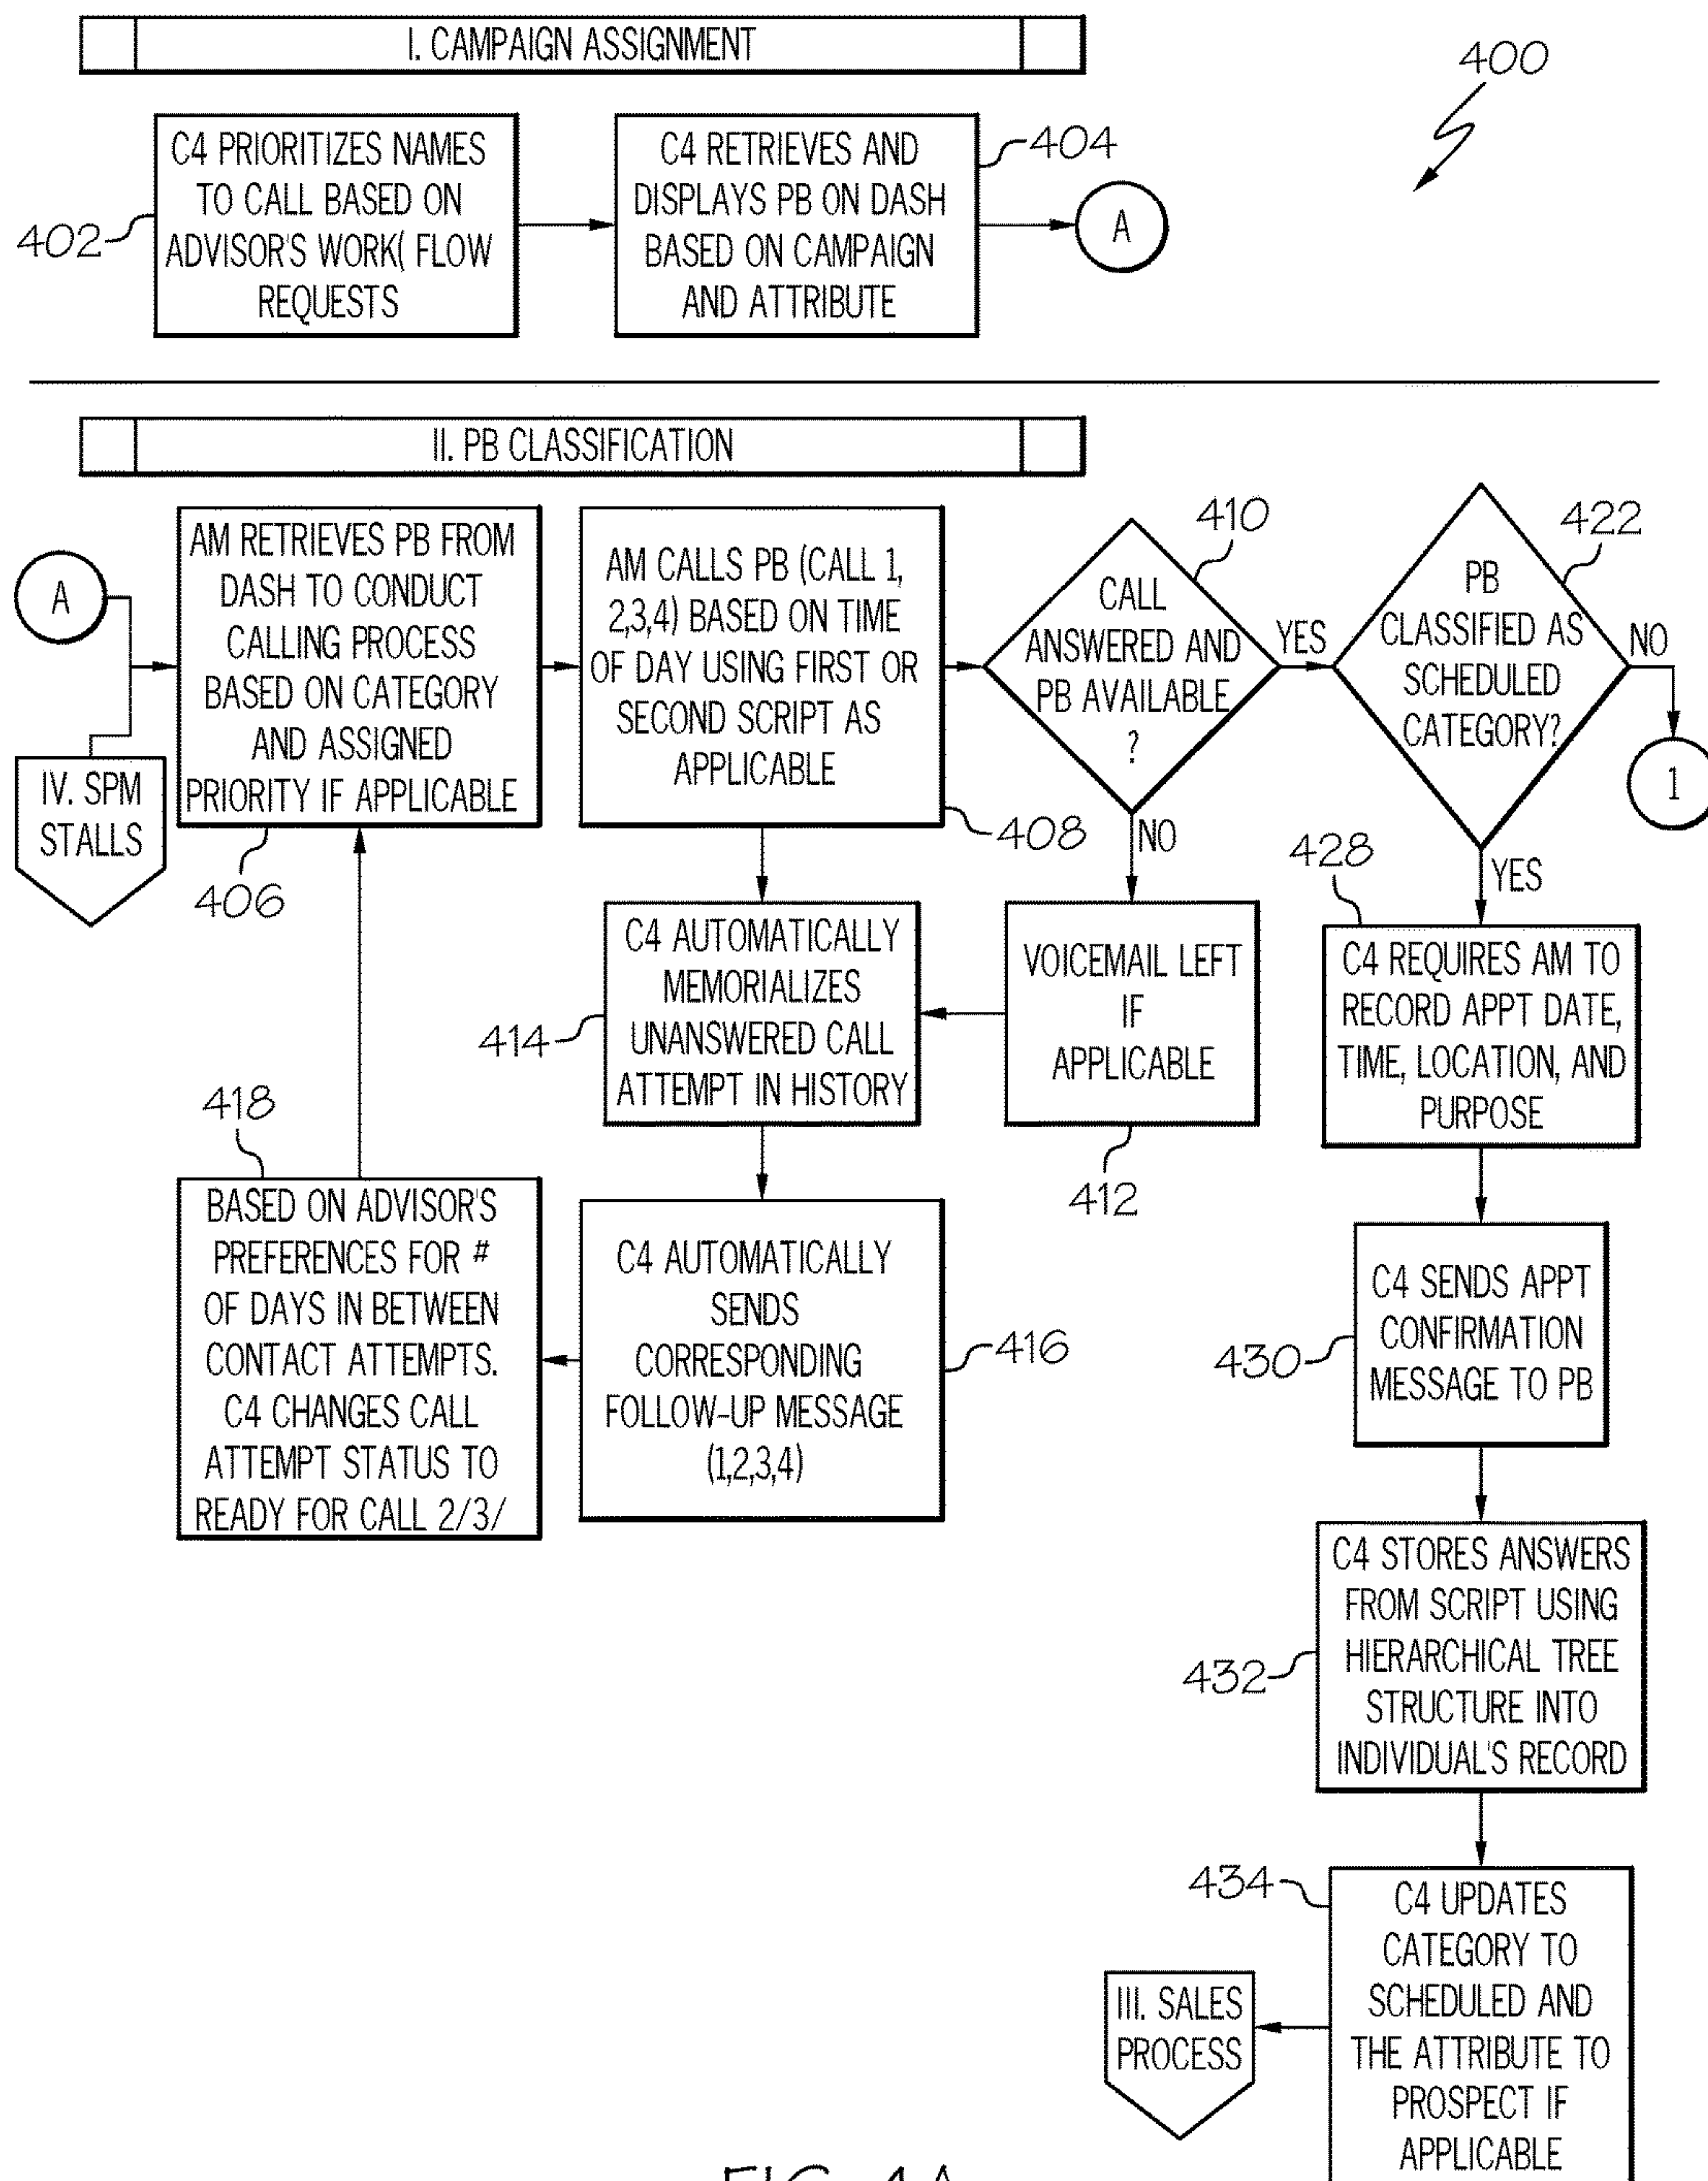 I. CAMPAIGN ASSIGNMENT
400
C4 PRIORITIZES NAMES
TO CALL BASED ON
ADVISOR'S WORK( FLOW
REQUESTS
402
C4 RETRIEVES AND
DISPLAYS PB ON DASH
BASED ON CAMPAIGN
AND ATTRIBUTE
404
A
II. PB CLASSIFICATION
A
IV. SPM
STALLS
AM RETRIEVES PB FROM
DASH TO CONDUCT
CALLING PROCESS
BASED ON CATEGORY
AND ASSIGNED
PRIORITY IF APPLICABLE
406
AM CALLS PB (CALL 1,
2,3,4) BASED ON TIME
OF DAY USING FIRST OR
SECOND SCRIPT AS
APPLICABLE
408
CALL
ANSWERED AND
PB AVAILABLE
?
410
YES
NO
PB
CLASSIFIED AS
SCHEDULED
CATEGORY?
422
NO
1
YES
VOICEMAIL LEFT
IF
APPLICABLE
412
C4 AUTOMATICALLY
MEMORIALIZES
UNANSWERED CALL
ATTEMPT IN HISTORY
414
C4 AUTOMATICALLY
SENDS
CORRESPONDING
FOLLOW-UP MESSAGE
(1,2,3,4)
416
418
BASED ON ADVISOR'S
PREFERENCES FOR #
OF DAYS IN BETWEEN
CONTACT ATTEMPTS.
C4 CHANGES CALL
ATTEMPT STATUS TO
READY FOR CALL 2/3/
428
C4 REQUIRES AM TO
RECORD APPT DATE,
TIME, LOCATION, AND
PURPOSE
C4 SENDS APPT
CONFIRMATION
MESSAGE TO PB
430
C4 STORES ANSWERS
FROM SCRIPT USING
HIERARCHICAL TREE
STRUCTURE INTO
INDIVIDUAL'S RECORD
432
434
C4 UPDATES
CATEGORY TO
SCHEDULED AND
THE ATTRIBUTE TO
PROSPECT IF
APPLICABLE
III. SALES
PROCESS
FIG. 4A